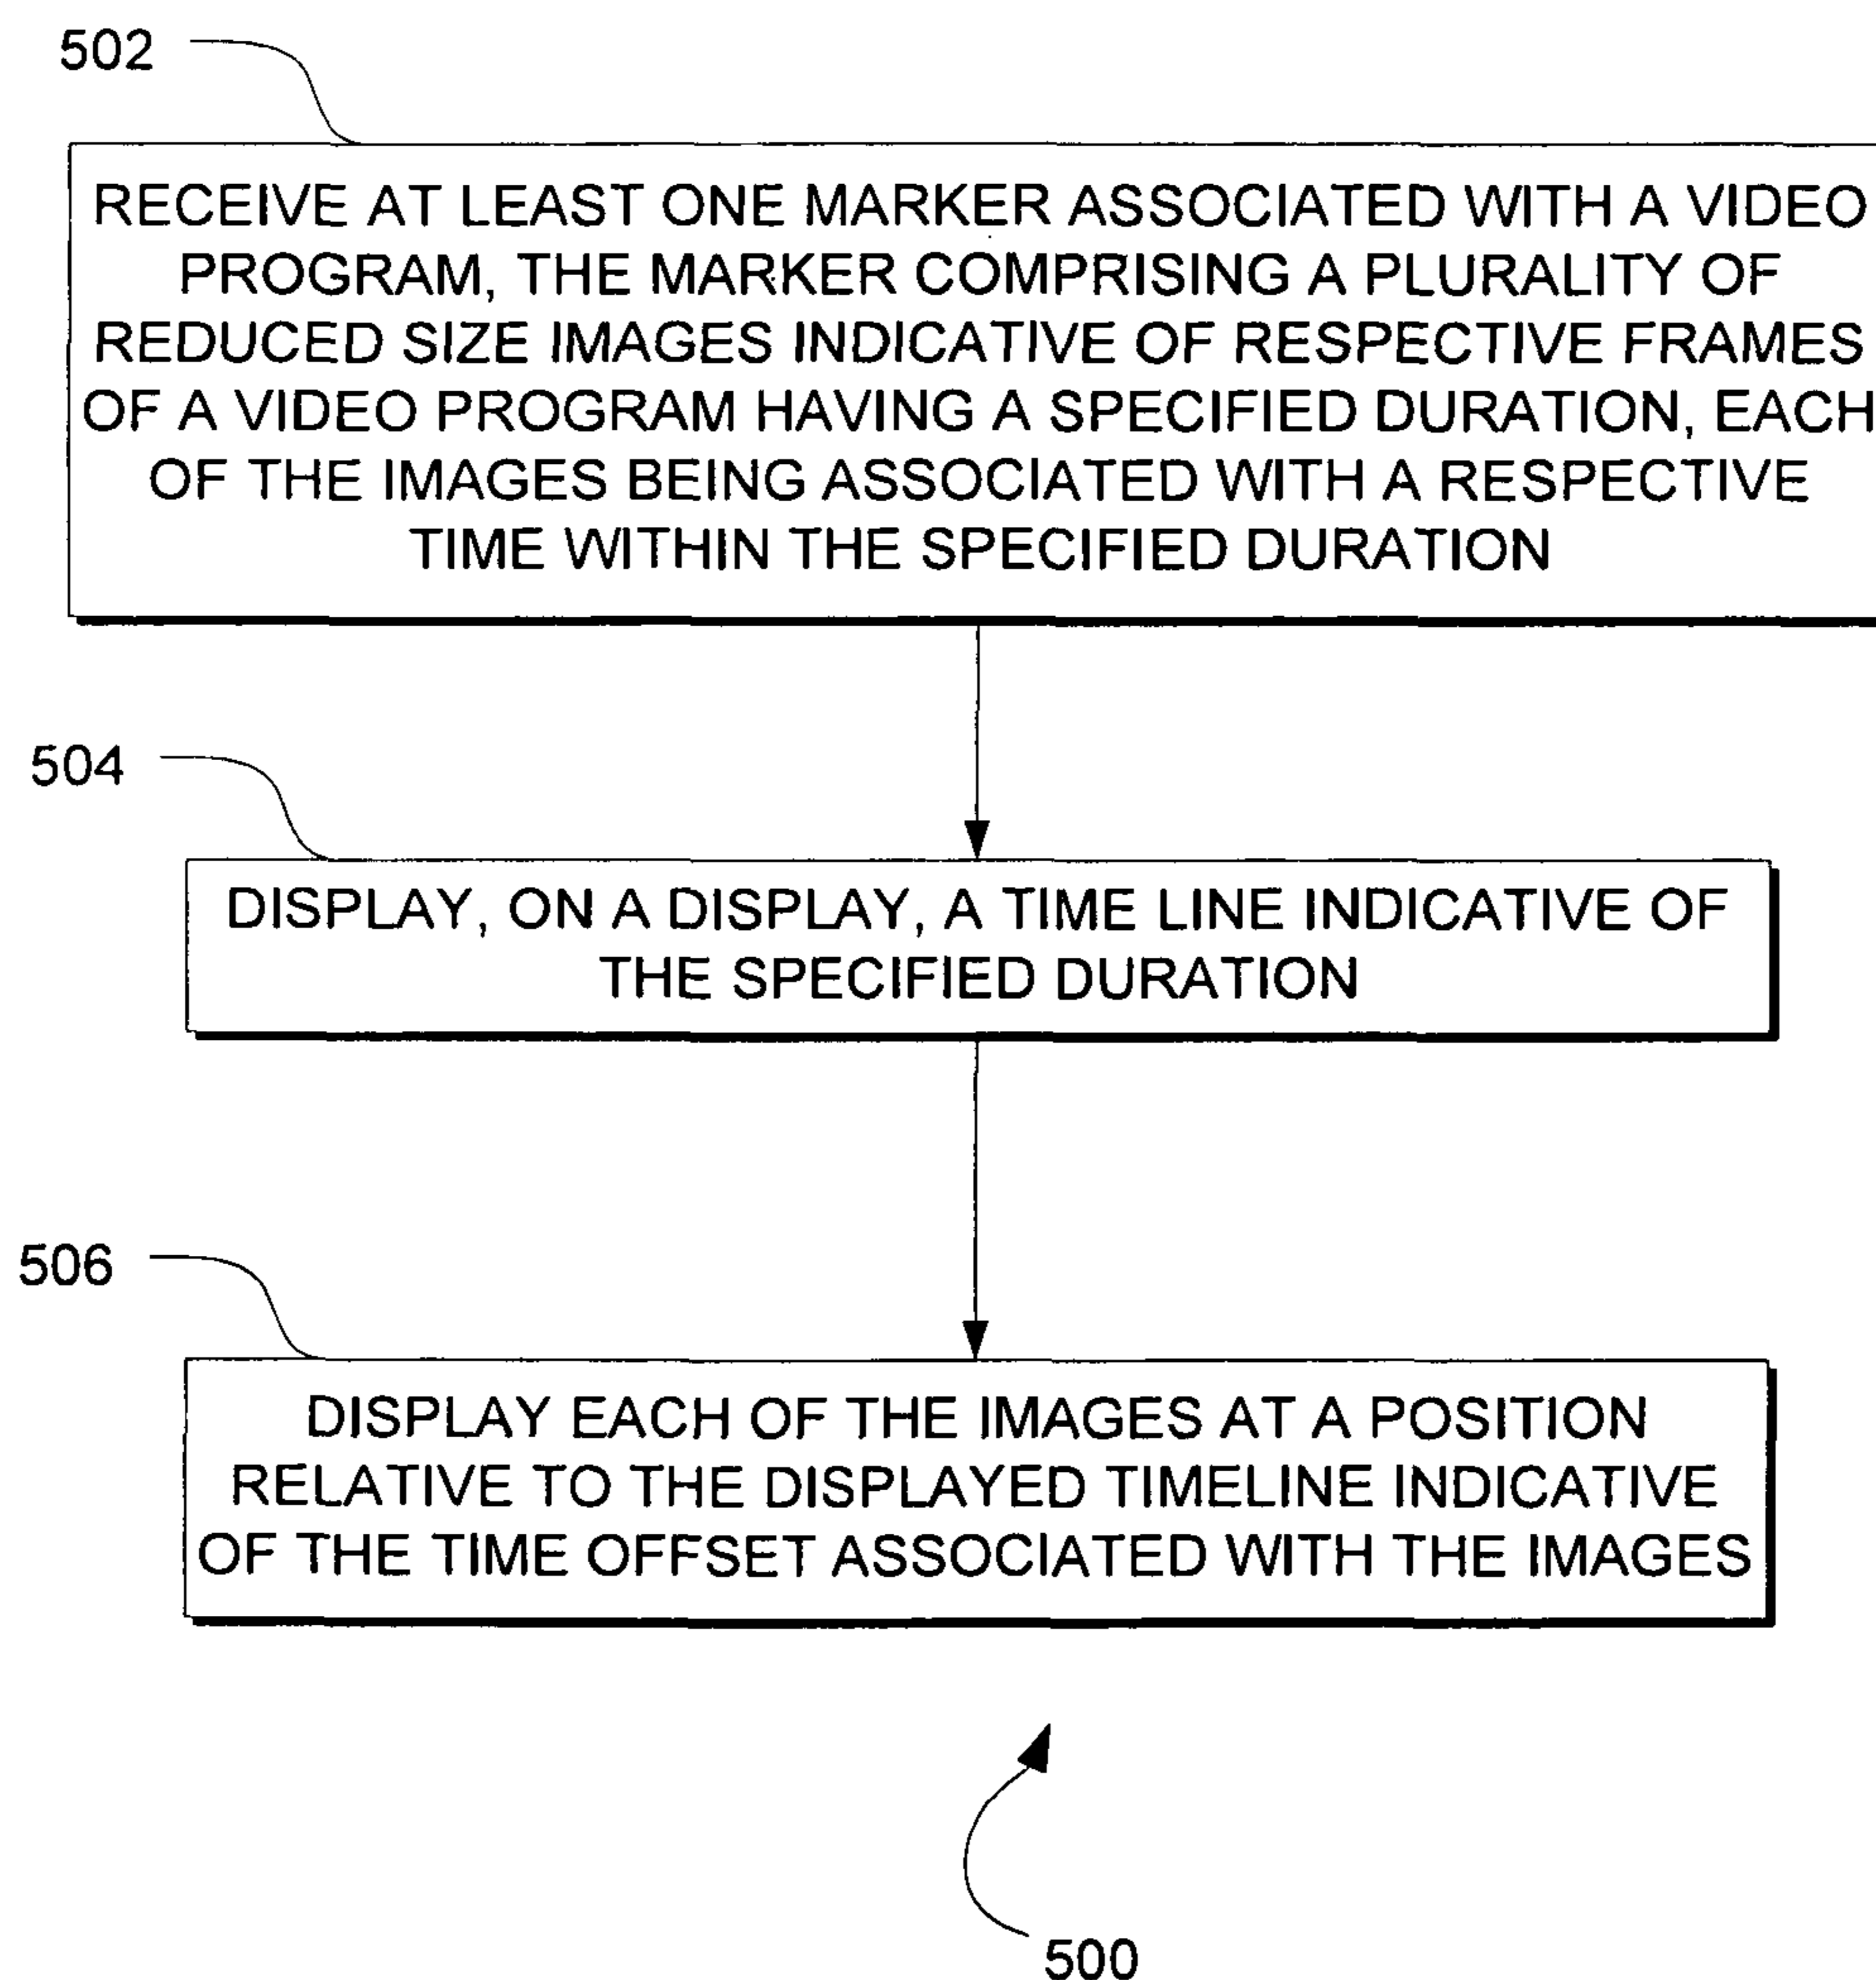 502
RECEIVE AT LEAST ONE MARKER ASSOCIATED WITH A VIDEO
PROGRAM, THE MARKER COMPRISING A PLURALITY OF
REDUCED SIZE IMAGES INDICATIVE OF RESPECTIVE FRAMES
OF A VIDEO PROGRAM HAVING A SPECIFIED DURATION, EACH
OF THE IMAGES BEING ASSOCIATED WITH A RESPECTIVE
TIME WITHIN THE SPECIFIED DURATION
504
DISPLAY, ON A DISPLAY, A TIME LINE INDICATIVE OF
THE SPECIFIED DURATION
506
DISPLAY EACH OF THE IMAGES AT A POSITION
RELATIVE TO THE DISPLAYED TIMELINE INDICATIVE
OF THE TIME OFFSET ASSOCIATED WITH THE IMAGES
500